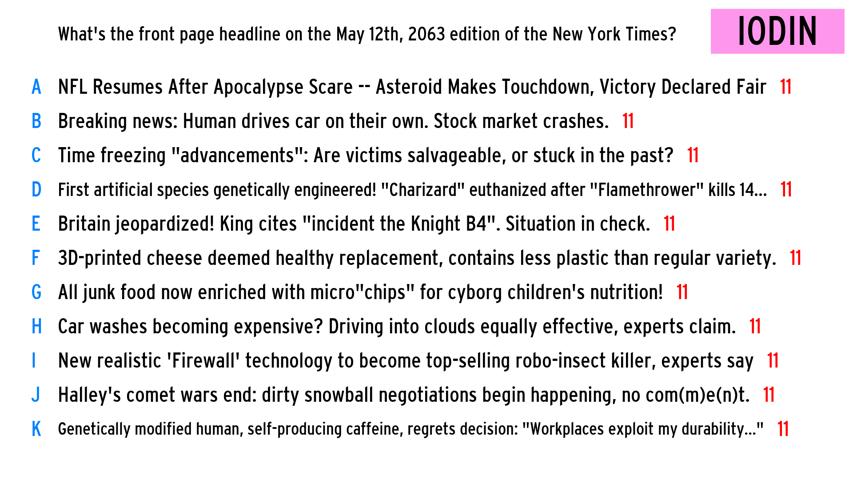 What's the front page headline on the May 12th, 2063 edition of the New York Times?
IODIN
A NFL Resumes After Apocalypse Scare -- Asteroid Makes Touchdown, Victory Declared Fair 11
B Breaking news: Human drives car on their own. Stock market crashes. 11
C Time freezing "advancements": Are victims salvageable, or stuck in the past? 11
D First artificial species genetically engineered! "Charizard" euthanized after "Flamethrower" kills 14... 11
E Britain jeopardized! King cites "incident the Knight B4". Situation in check. 11
F 3D-printed cheese deemed healthy replacement, contains less plastic than regular variety. 11
G All junk food now enriched with micro"chips" for cyborg children's nutrition! 11
H Car washes becoming expensive? Driving into clouds equally effective, experts claim. 11
I New realistic 'Firewall' technology to become top-selling robo-insect killer, experts say 11
J Halley's comet wars end: dirty snowball negotiations begin happening, no com(m)e(n)t. 11
K Genetically modified human, self-producing caffeine, regrets decision: "Workplaces exploit my durability..." 11